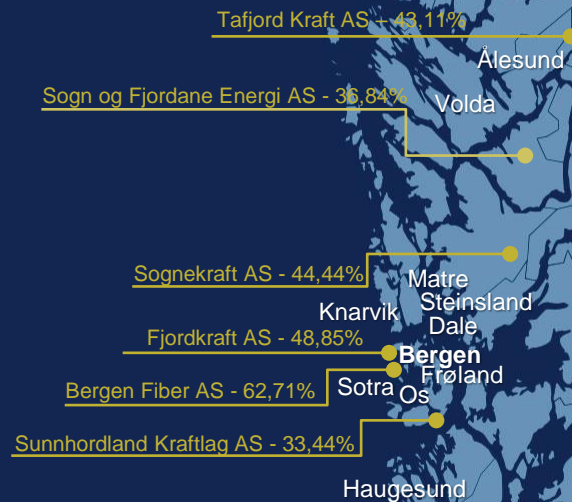 Tafjord Kraft AS – 43,11%
Ålesund
Sogn og Fjordane Energi AS - 36,84%
Volda
Sognekraft AS - 44,44%
Matre
Steinsland
Knarvik
Dale
Fjordkraft AS - 48,85%
Bergen
Frøland
Bergen Fiber AS - 62,71%
Sotra
Os
Sunnhordland Kraftlag AS - 33,44%
Haugesund